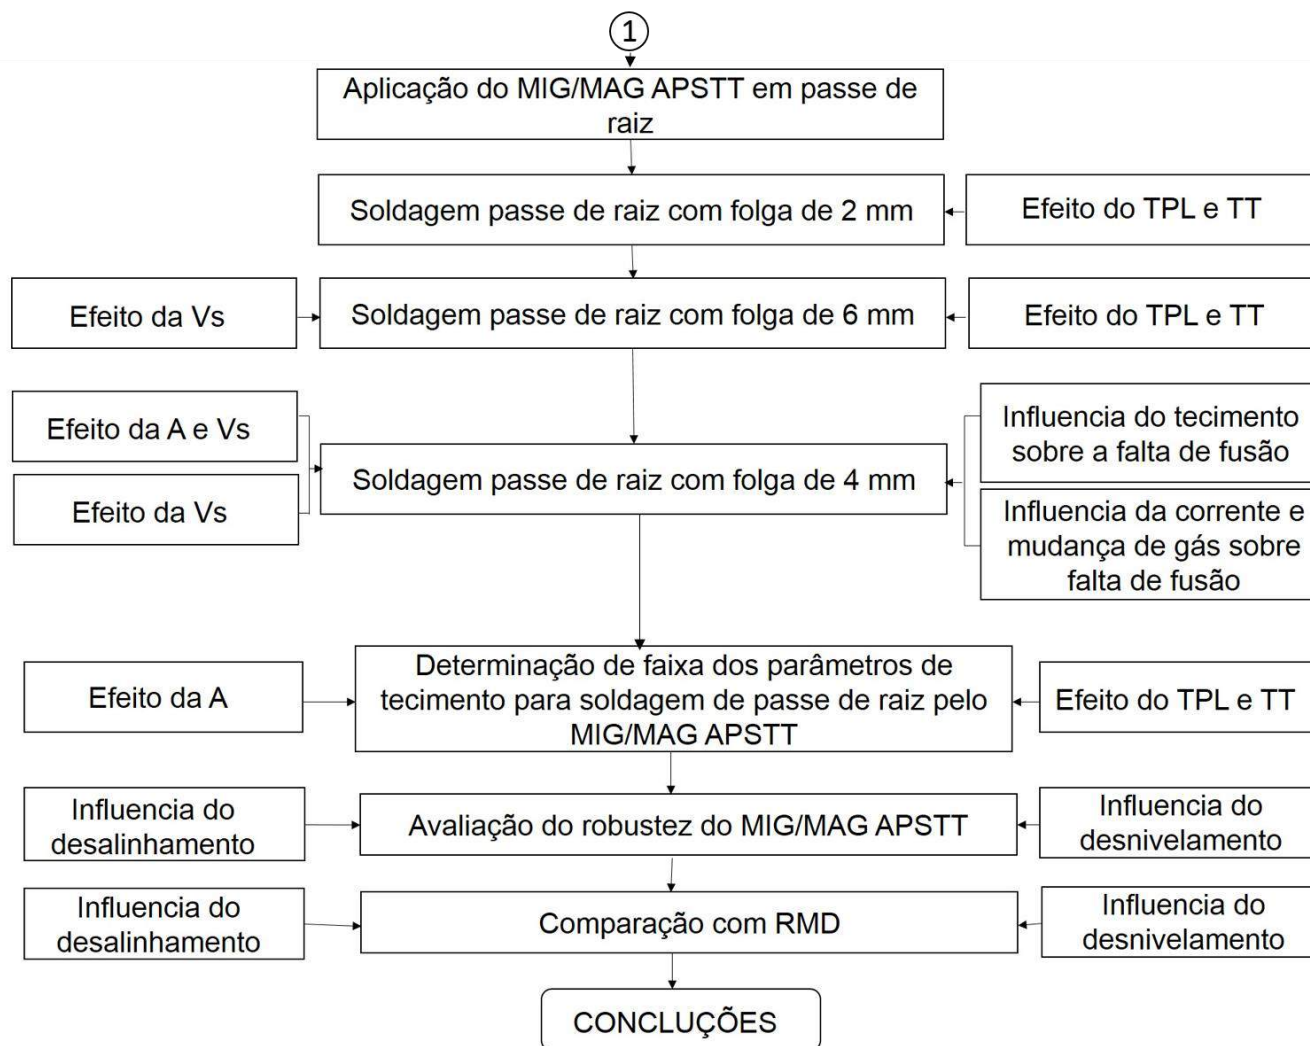 1
Aplicação do MIG/MAG APSTT em passe de
raiz
Soldagem passe de raiz com folga de 2 mm
Efeito do TPL e TT
Efeito da Vs
Soldagem passe de raiz com folga de 6 mm
Efeito do TPL e TT
Efeito da A e Vs
Efeito da Vs
Soldagem passe de raiz com folga de 4 mm
Influencia do tecimento
sobre a falta de fusão
Influencia da corrente e
mudança de gás sobre
falta de fusão
Efeito da A
Determinação de faixa dos parâmetros de
tecimento para soldagem de passe de raiz pelo
MIG/MAG APSTT
Efeito do TPL e TT
Influencia do
desalinhamento
Avaliação do robustez do MIG/MAG APSTT
Influencia do
desnivelamento
Influencia do
desalinhamento
Comparação com RMD
Influencia do
desnivelamento
CONCLUÇÕES